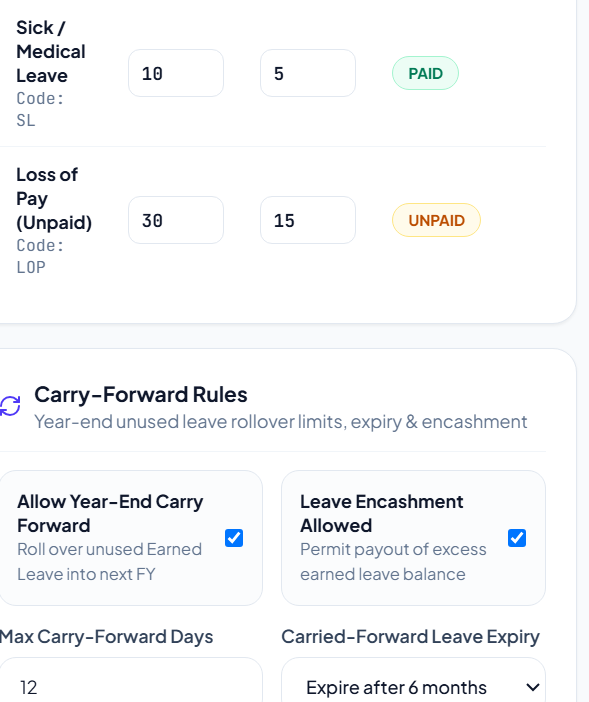 Sick /
Medical
Leave
Code:
SL
10
5
PAID
Loss of
Pay
(Unpaid)
Code:
LOP
30
15
UNPAID
Carry-Forward Rules
Year-end unused leave rollover limits, expiry & encashment
Allow Year-End Carry
Forward
Roll over unused Earned
Leave into next FY
Leave Encashment
Allowed
Permit payout of excess
earned leave balance
Max Carry-Forward Days
12
Carried-Forward Leave Expiry
Expire after 6 months